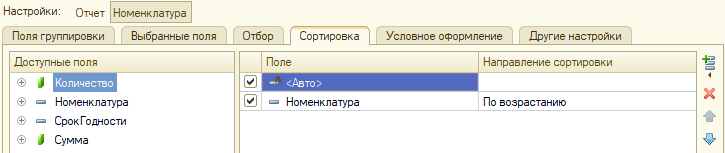 Настройки: Отчет Номенклатура
Поля группировки Выбранные поля Отбор Сортировка Условное оформление Другие настройки
Доступные поля Поле Направление сортировки
Количество <Авто>
Номенклатура Номенклатура По возрастанию
СрокГодности
Сумма